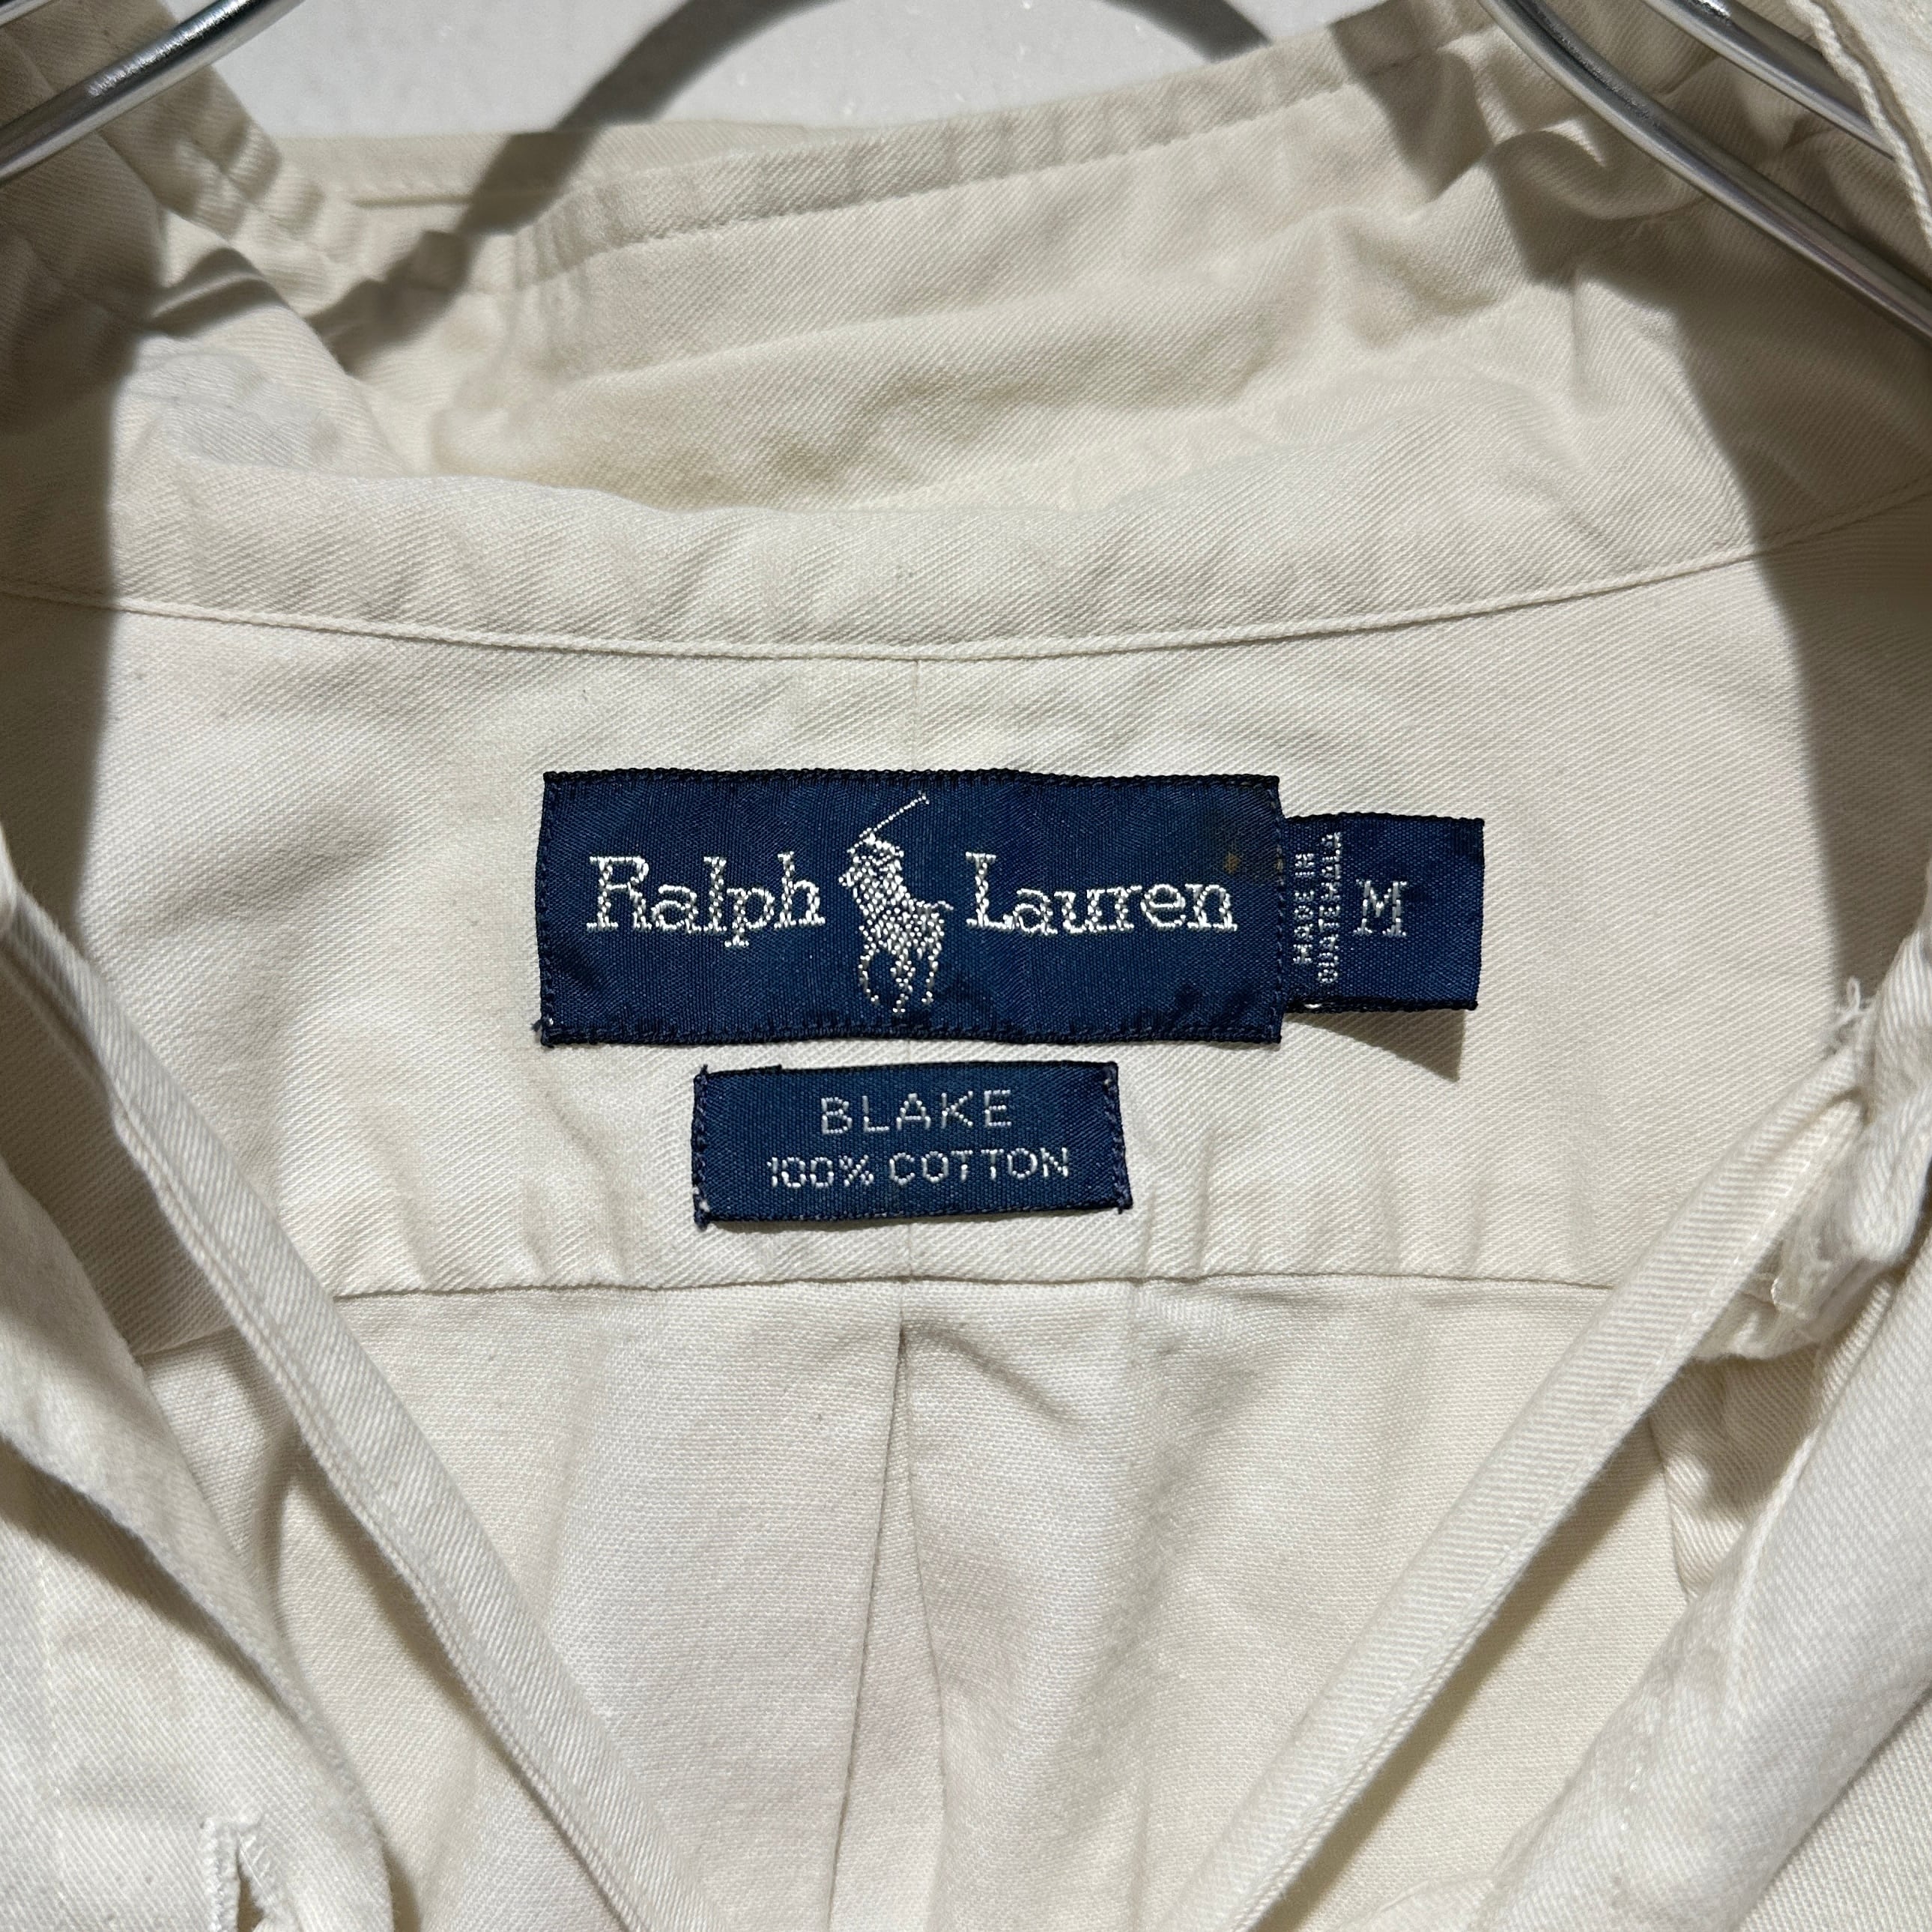 Ralph Lauren
MADE IN
GUATEMALA
M
BLAKE
100% COTTON